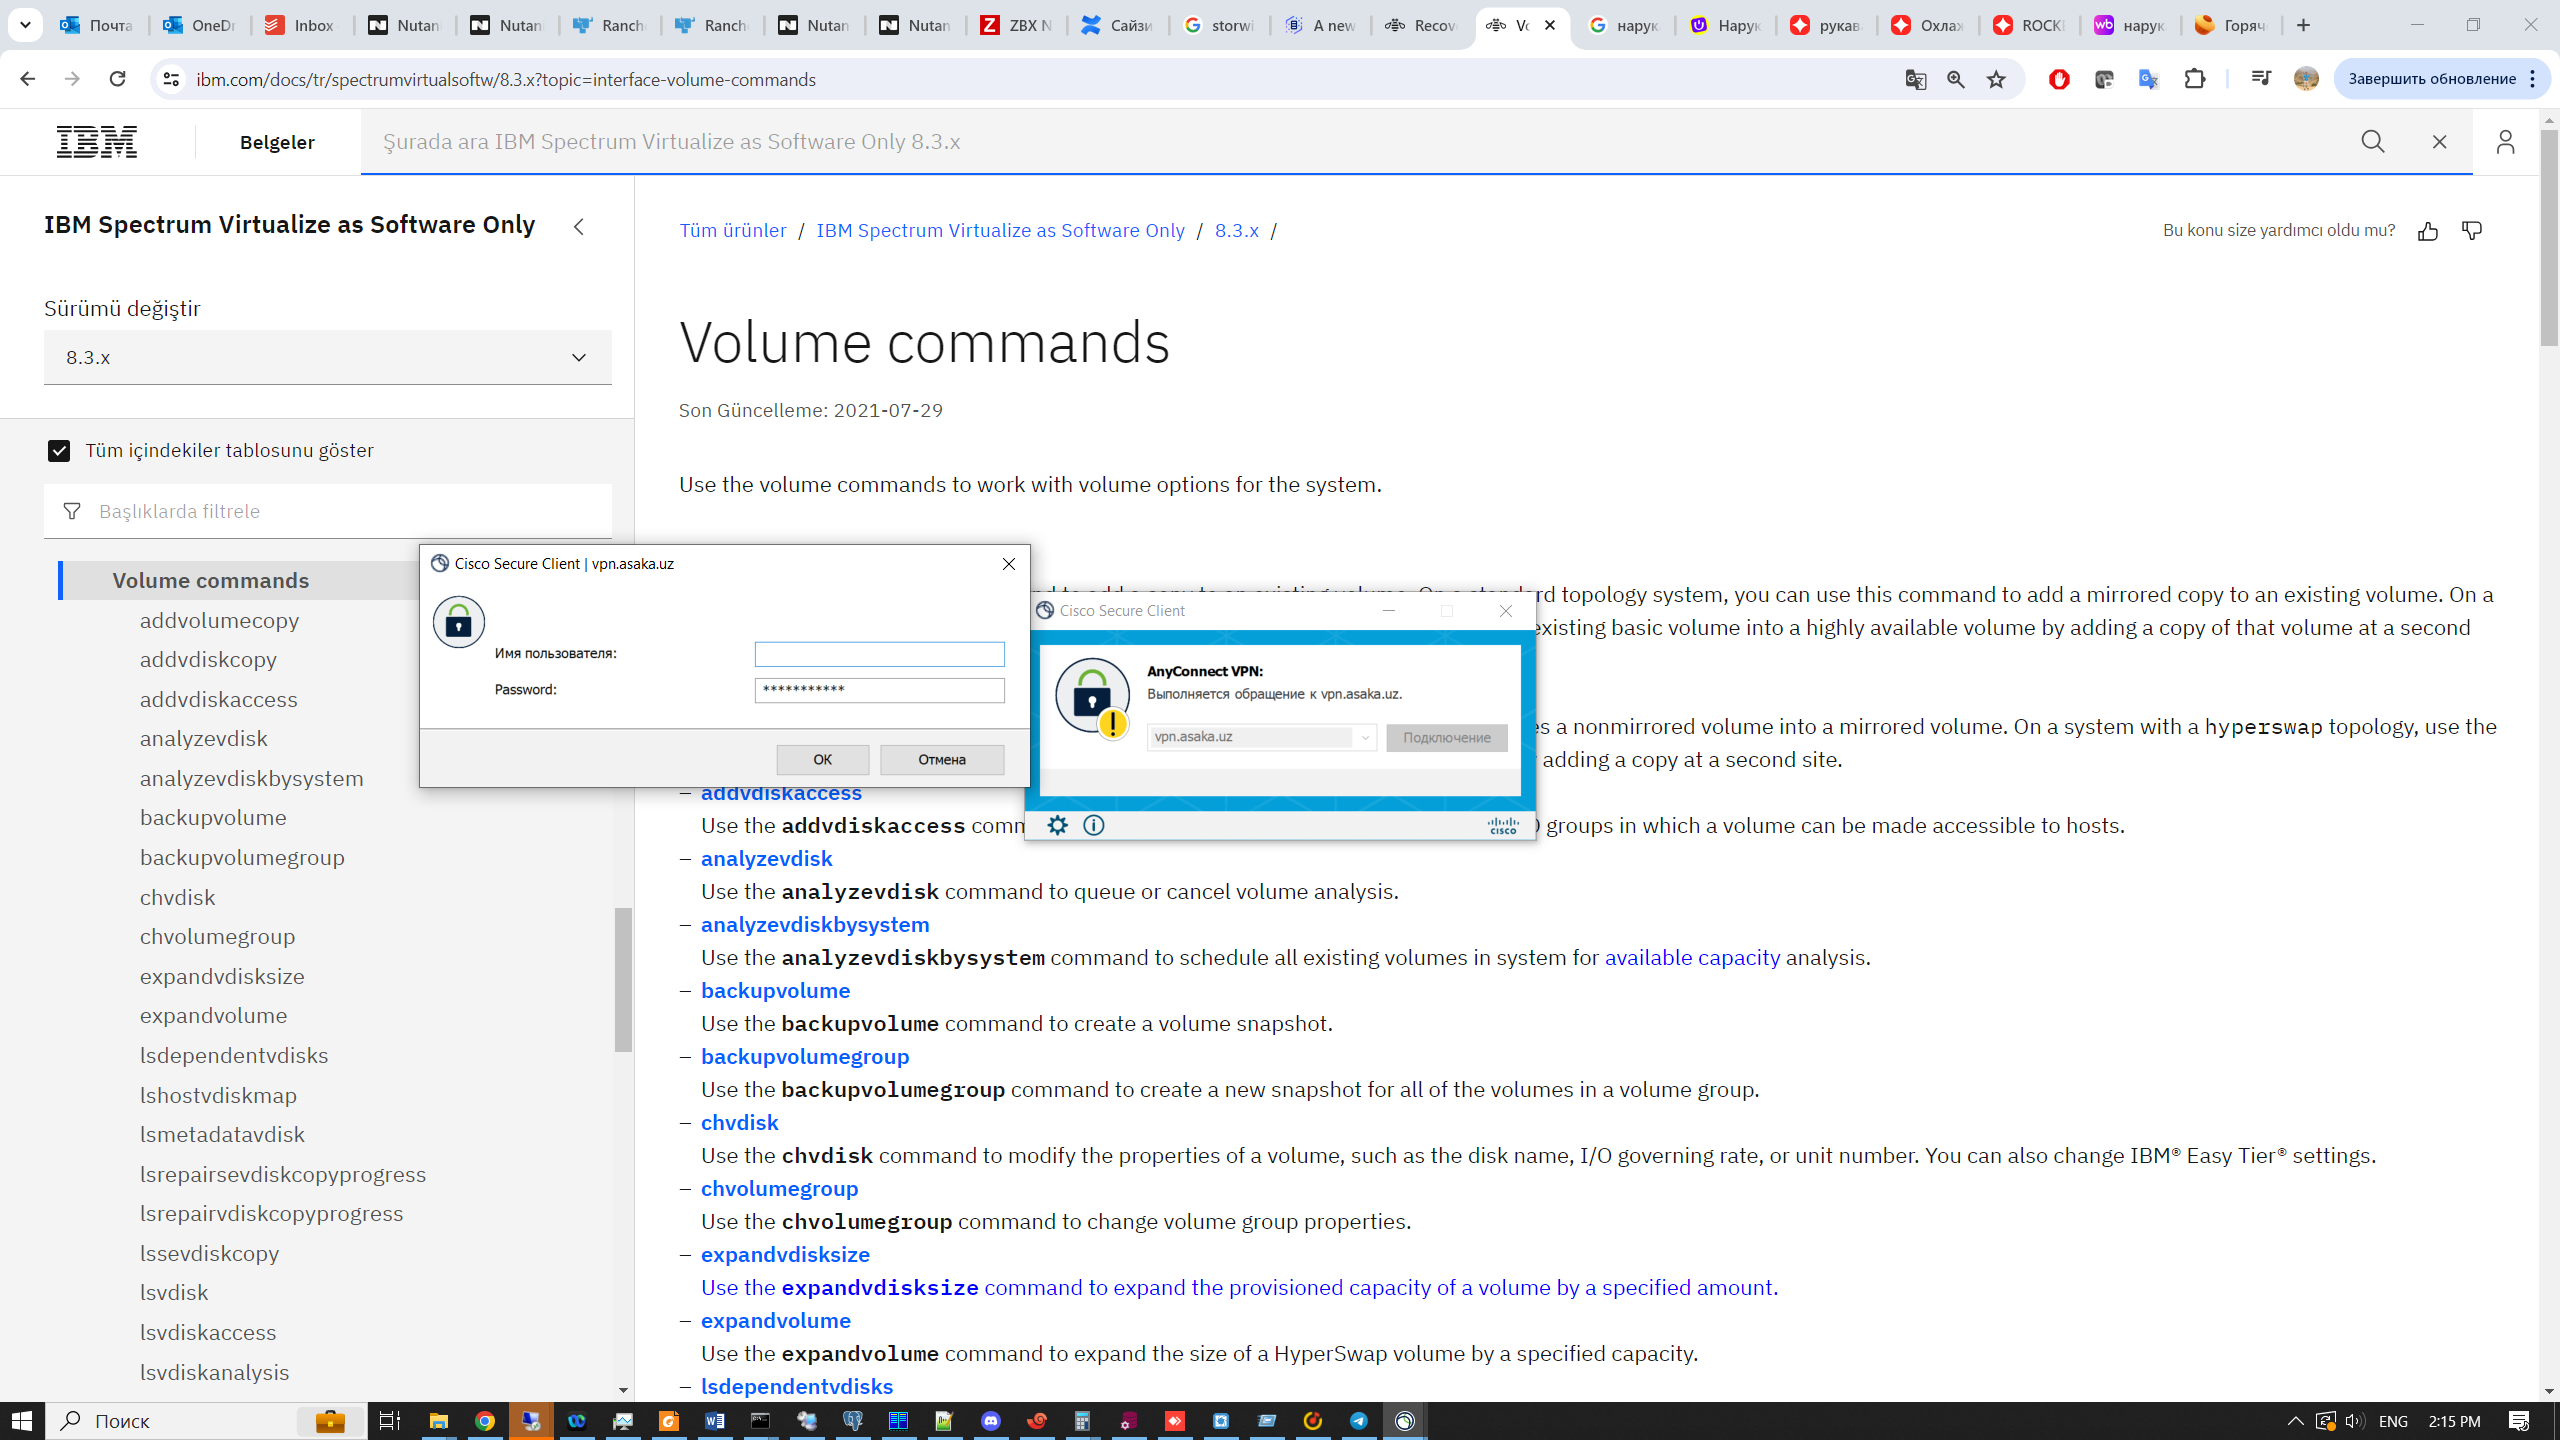 Почта
OneDr
Inbox
Nutani
Nutani
Ranch
Ranche
Nutani
Nutani
ZBX N
Сайзи
storwi
A new
Recov
Vc
нарук
Нарук
рукав
Охлаж
ROCKE
нарук
Горяч
ibm.com/docs/tr/spectrumvirtualsoftw/8.3.x?topic=interface-volume-commands
Завершить обновление
IBM
Belgeler
Şurada ara IBM Spectrum Virtualize as Software Only 8.3.x
IBM Spectrum Virtualize as Software Only
Sürümü değiştir
8.3.x
Tüm içindekiler tablosunu göster
Başlıklarda filtrele
Volume commands
addvolumecopy
addvdiskcopy
addvdiskaccess
analyzevdisk
analyzevdiskbysystem
backupvolume
backupvolumegroup
chvdisk
chvolumegroup
expandvdisksize
expandvolume
lsdependentvdisks
lshostvdiskmap
lsmetadatavdisk
lsrepairsevdiskcopyprogress
lsrepairvdiskcopyprogress
lssevdiskcopy
lsvdisk
lsvdiskaccess
lsvdiskanalysis
Tüm ürünler / IBM Spectrum Virtualize as Software Only / 8.3.x /
Bu konu size yardımcı oldu mu?
Volume commands
Son Güncelleme: 2021-07-29
Use the volume commands to work with volume options for the system.
topology system, you can use this command to add a mirrored copy to an existing volume. On a
existing basic volume into a highly available volume by adding a copy of that volume at a second
a nonmirrored volume into a mirrored volume. On a system with a hyperswap topology, use the
adding a copy at a second site.
– addvdiskaccess
Use the addvdiskaccess groups in which a volume can be made accessible to hosts.
– analyzevdisk
Use the analyzevdisk command to queue or cancel volume analysis.
– analyzevdiskbysystem
Use the analyzevdiskbysystem command to schedule all existing volumes in system for available capacity analysis.
– backupvolume
Use the backupvolume command to create a volume snapshot.
– backupvolumegroup
Use the backupvolumegroup command to create a new snapshot for all of the volumes in a volume group.
– chvdisk
Use the chvdisk command to modify the properties of a volume, such as the disk name, I/O governing rate, or unit number. You can also change IBM® Easy Tier® settings.
– chvolumegroup
Use the chvolumegroup command to change volume group properties.
– expandvdisksize
Use the expandvdisksize command to expand the provisioned capacity of a volume by a specified amount.
– expandvolume
Use the expandvolume command to expand the size of a HyperSwap volume by a specified capacity.
– lsdependentvdisks
Cisco Secure Client | vpn.asaka.uz
Имя пользователя:
Password:
***********
OK
Отмена
Cisco Secure Client
AnyConnect VPN:
Выполняется обращение к vpn.asaka.uz.
vpn.asaka.uz
Подключение
CISCO
Поиск
ENG
2:15 PM